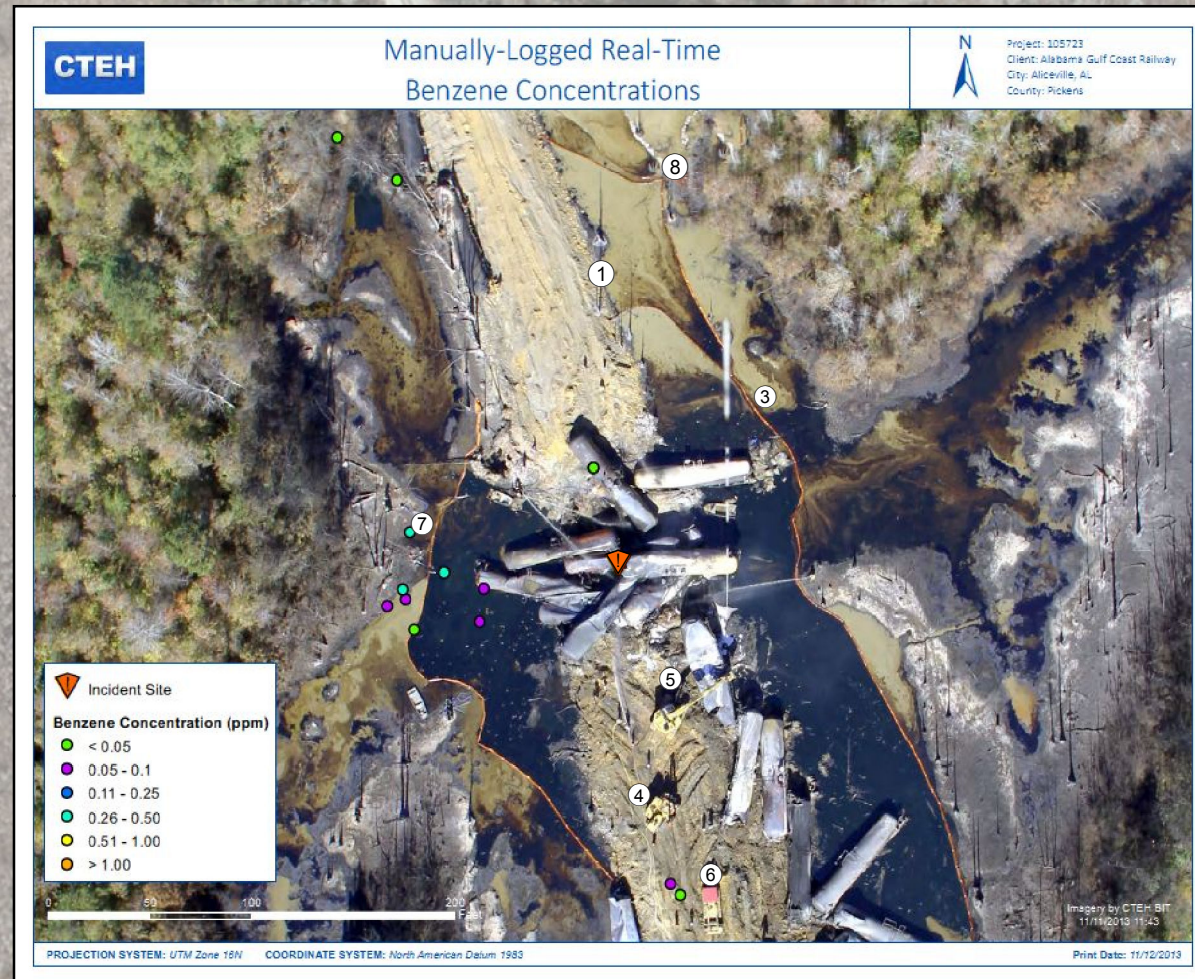 CTEH
Manually-Logged Real-Time
Benzene Concentrations
N
Project: 105723
Client: Alabama Gulf Coast Railway
City: Aliceville, AL
County: Pickens
8
1
3
7
5
4
6
!
! Incident Site
Benzene Concentration (ppm)
< 0.05
0.05 - 0.1
0.11 - 0.25
0.26 - 0.50
0.51 - 1.00
> 1.00
0 50 100 200
Feet
Imagery by CTEH BIT
11/11/2013 11:43
PROJECTION SYSTEM: UTM Zone 16N COORDINATE SYSTEM: North American Datum 1983
Print Date: 11/12/2013